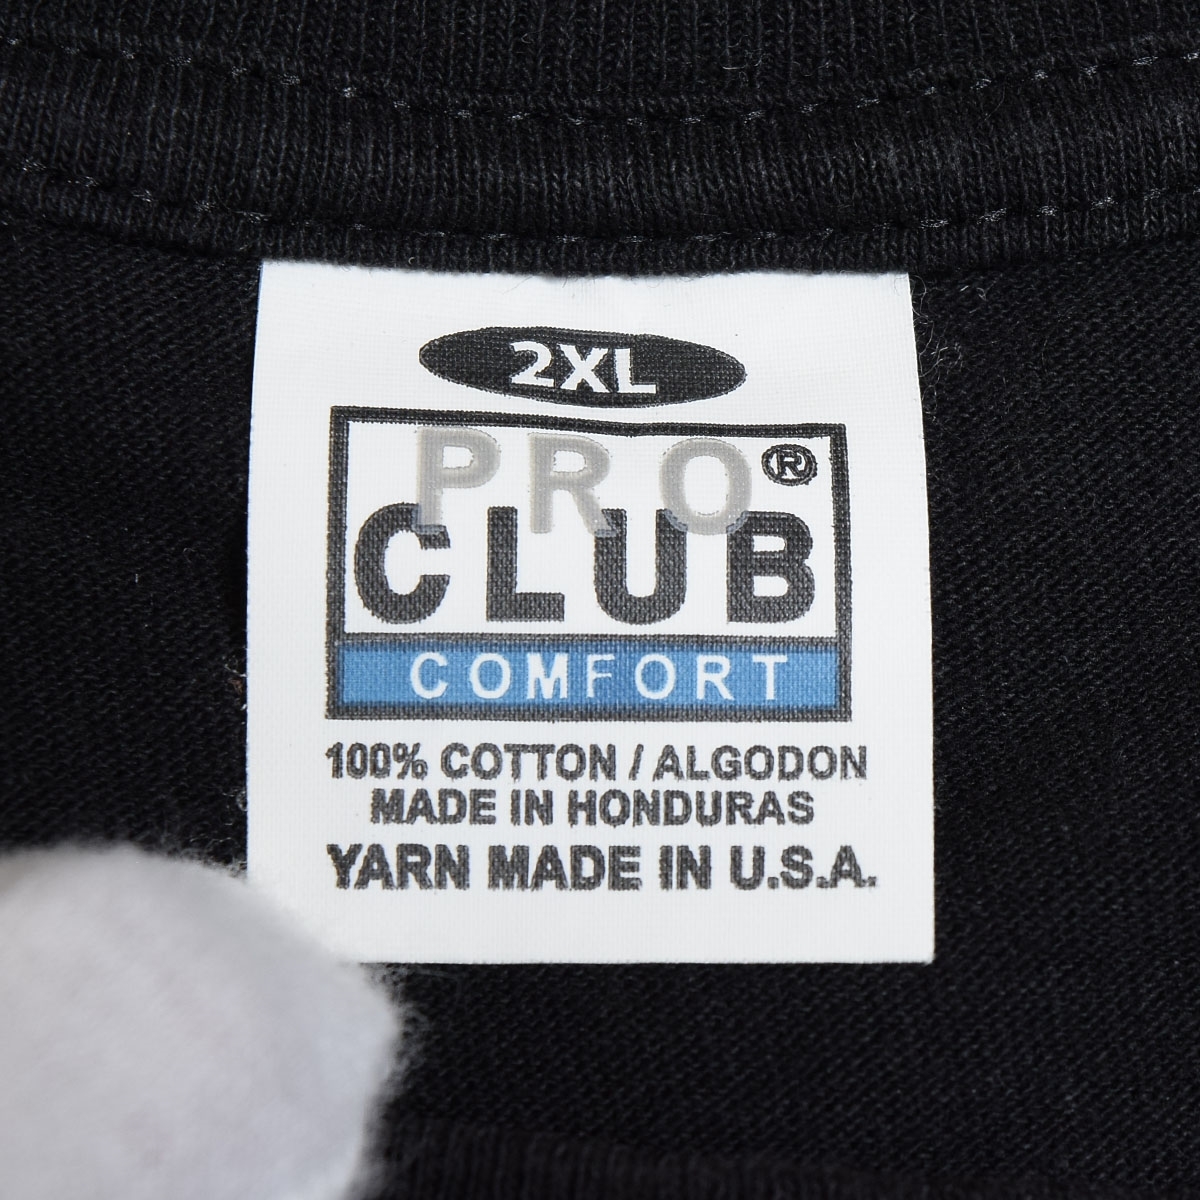 2XL
PRO®
CLUB
COMFORT
100% COTTON / ALGODON
MADE IN HONDURAS
YARN MADE IN U.S.A.